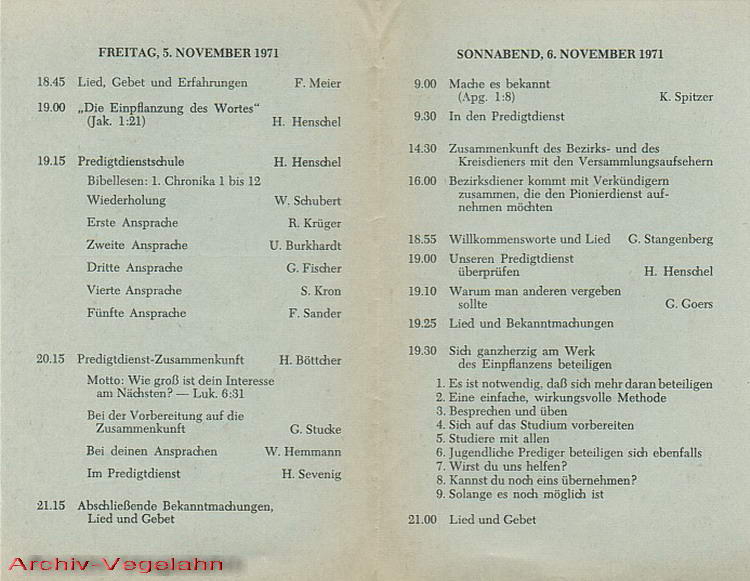 FREITAG, 5. NOVEMBER 1971
18.45 Lied, Gebet und Erfahrungen F. Meier
19.00 „Die Einpflanzung des Wortes“
(Jak. 1:21) H. Henschel
19.15 Predigtdienstschule H. Henschel
Bibellesen: 1. Chronika 1 bis 12
Wiederholung W. Schubert
Erste Ansprache R. Krüger
Zweite Ansprache U. Burkhardt
Dritte Ansprache G. Fischer
Vierte Ansprache S. Kron
Fünfte Ansprache F. Sander
20.15 Predigtdienst-Zusammenkunft H. Böttcher
Motto: Wie groß ist dein Interesse
am Nächsten? — Luk. 6:31
Bei der Vorbereitung auf die
Zusammenkunft G. Stucke
Bei deinen Ansprachen W. Hemmann
Im Predigtdienst H. Sevenig
21.15 Abschließende Bekanntmachungen,
Lied und Gebet
SONNABEND, 6. NOVEMBER 1971
9.00 Mache es bekannt
(Apg. 1:8) K. Spitzer
9.30 In den Predigtdienst
14.30 Zusammenkunft des Bezirks- und des
Kreisdieners mit den Versammlungsaufsehern
16.00 Bezirksdiener kommt mit Verkündigern
zusammen, die den Pionierdienst auf-
nehmen möchten
18.55 Willkommensworte und Lied G. Stangenberg
19.00 Unseren Predigtdienst
überprüfen H. Henschel
19.10 Warum man anderen vergeben
sollte G. Goers
19.25 Lied und Bekanntmachungen
19.30 Sich ganzherzig am Werk
des Einpflanzens beteiligen
1. Es ist notwendig, daß sich mehr daran beteiligen
2. Eine einfache, wirkungsvolle Methode
3. Besprechen und üben
4. Sich auf das Studium vorbereiten
5. Studiere mit allen
6. Jugendliche Prediger beteiligen sich ebenfalls
7. Wirst du uns helfen?
8. Kannst du noch eins übernehmen?
9. Solange es noch möglich ist
21.00 Lied und Gebet
Archiv-Vegelahn